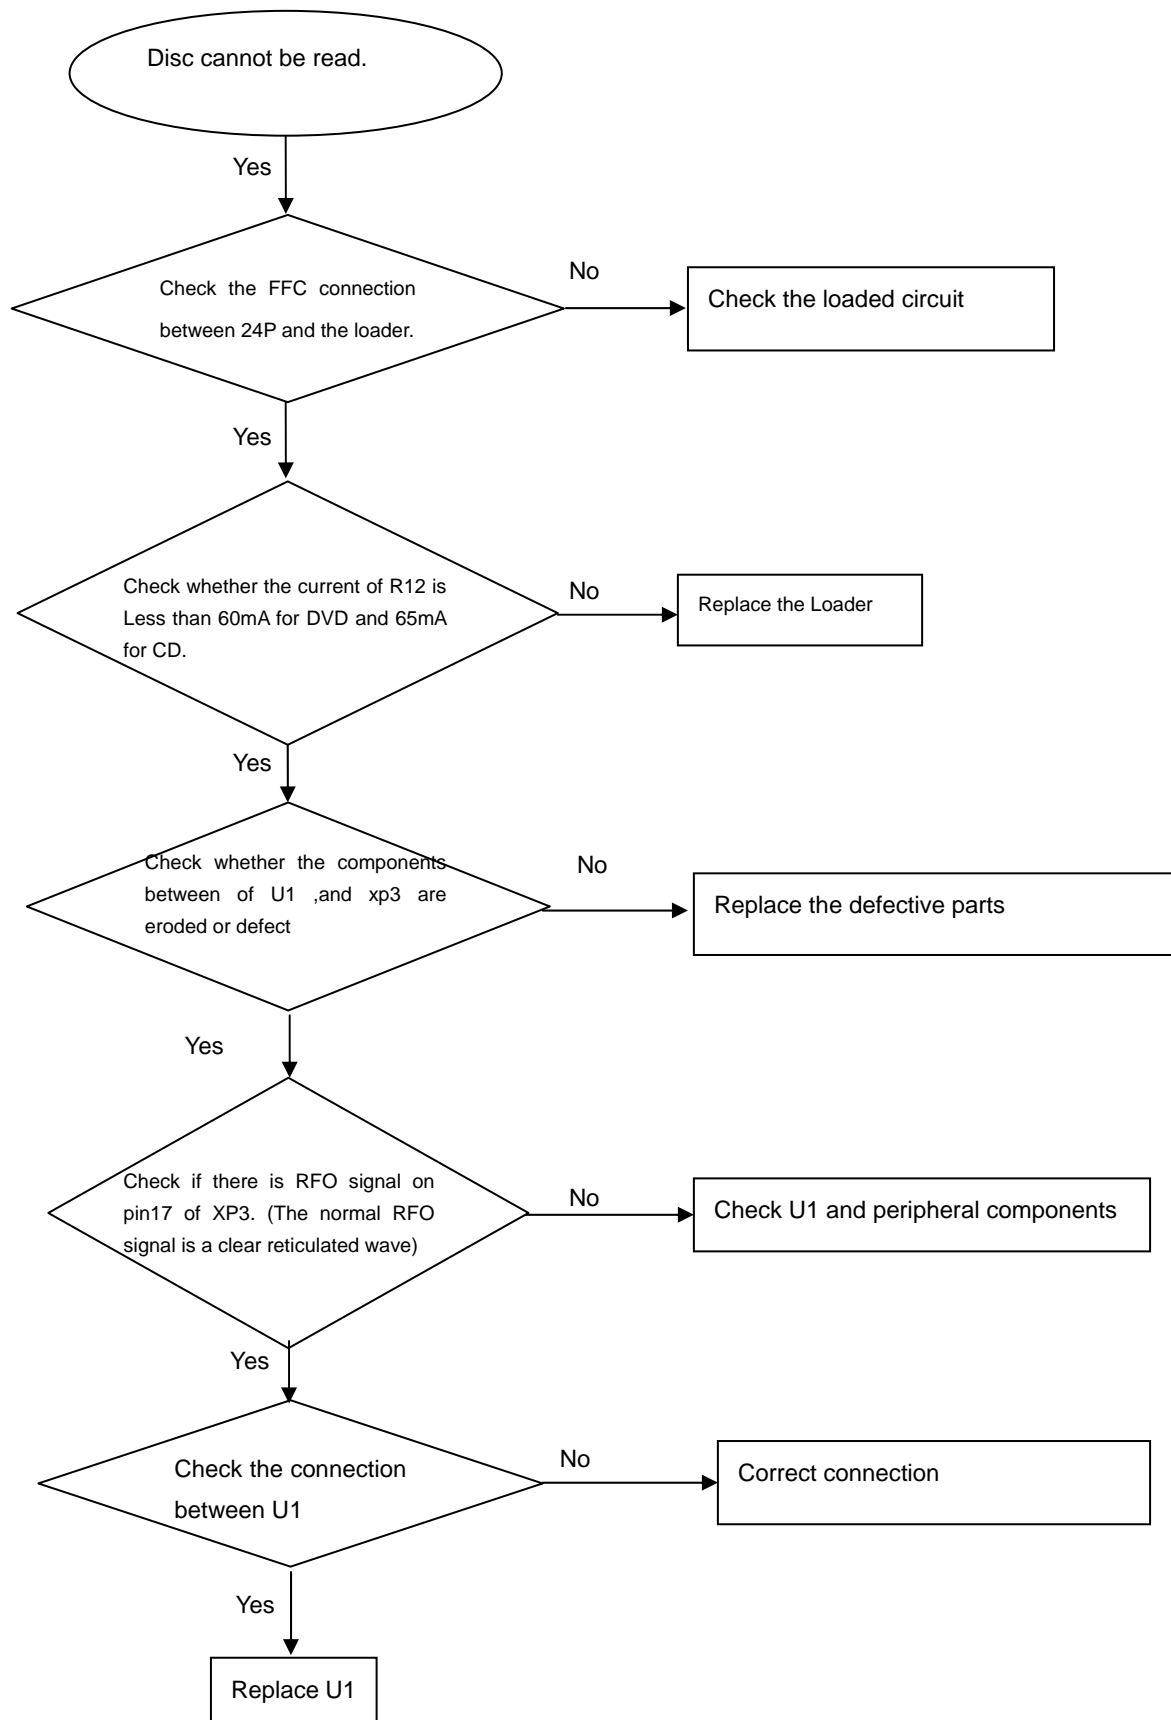 Disc cannot be read.
Yes
Check the FFC connection
between 24P and the loader.
No
Check the loaded circuit
Yes
Check whether the current of R12 is
Less than 60mA for DVD and 65mA
for CD.
No
Replace the Loader
Yes
Check whether the components
between of U1 ,and xp3 are
eroded or defect
No
Replace the defective parts
Yes
Check if there is RFO signal on
pin17 of XP3. (The normal RFO
signal is a clear reticulated wave)
No
Check U1 and peripheral components
Yes
Check the connection
between U1
No
Correct connection
Yes
Replace U1